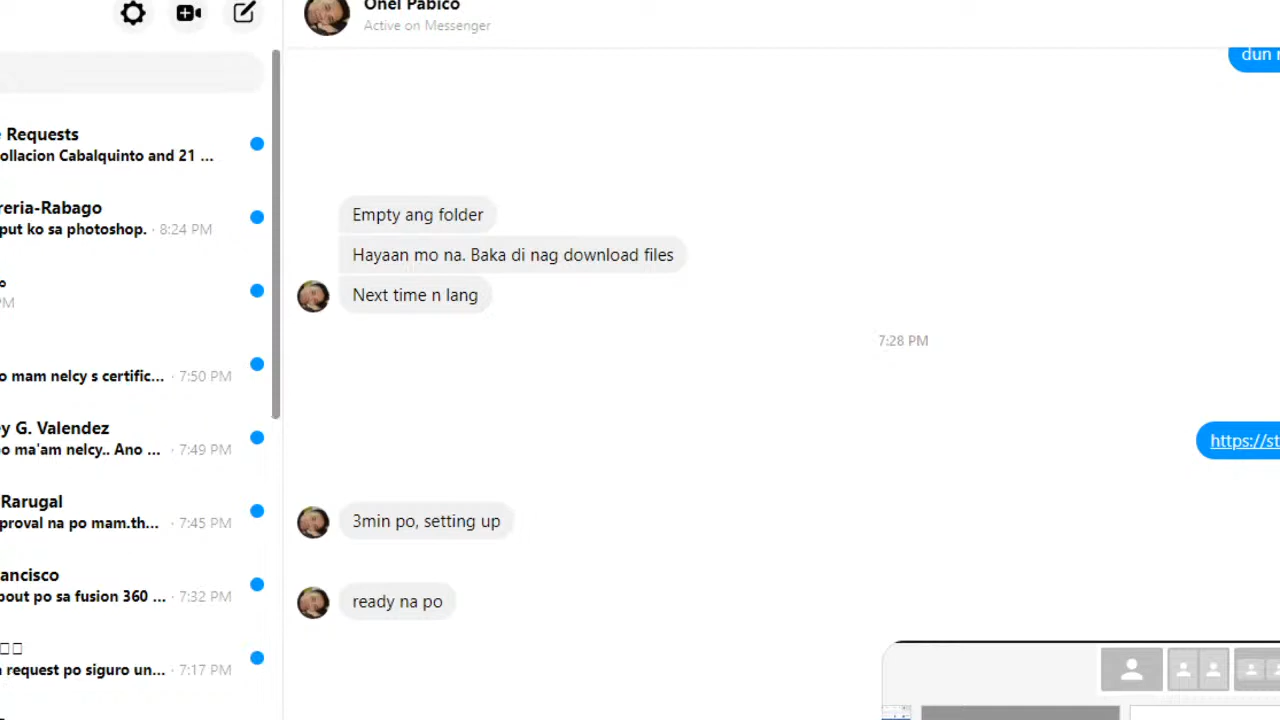 Onel Pabico
Active on Messenger
dun
Requests
ollacion Cabalquinto and 21 ...
reria-Rabago
put ko sa photoshop. · 8:24 PM
PM
o mam nelcy s certific... · 7:50 PM
y G. Valendez
o ma'am nelcy.. Ano ... · 7:49 PM
Rarugal
proval na po mam.th... · 7:45 PM
ancisco
bout po sa fusion 360 ... · 7:32 PM
request po siguro un... · 7:17 PM
Empty ang folder
Hayaan mo na. Baka di nag download files
Next time n lang
7:28 PM
https://st
3min po, setting up
ready na po